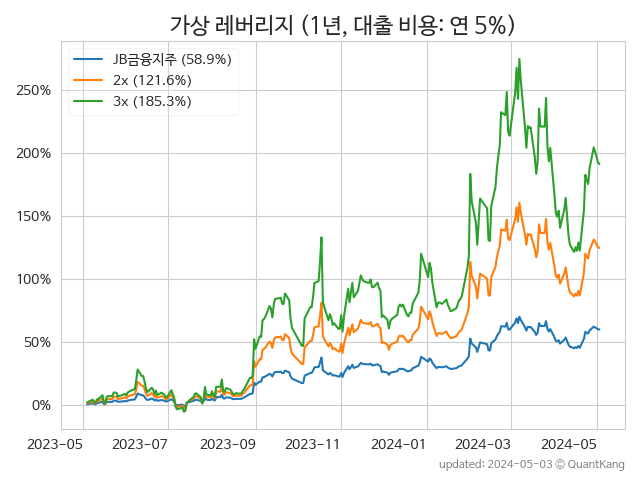 가상 레버리지 (1년, 대출 비용: 연 5%)
JB금융지주 (58.9%)
2x (121.6%)
3x (185.3%)
250%
200%
150%
100%
50%
0%
2023-05
2023-07
2023-09
2023-11
2024-01
2024-03
2024-05
updated: 2024-05-03 © QuantKang